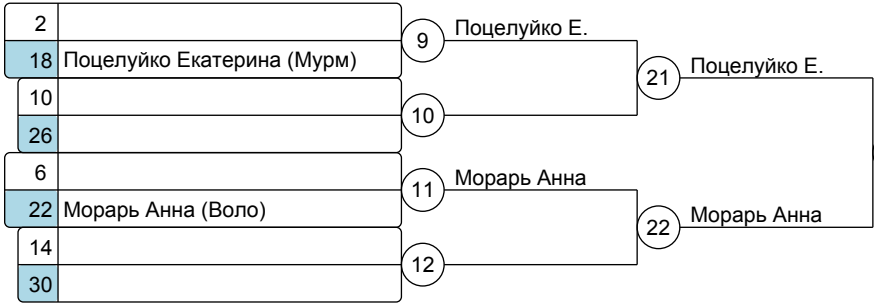 2
9
Поцелуйко Е.
18 Поцелуйко Екатерина (Мурм)
21
Поцелуйко Е.
10
10
26
6
11
Морарь Анна
22 Морарь Анна (Воло)
22
Морарь Анна
14
12
30